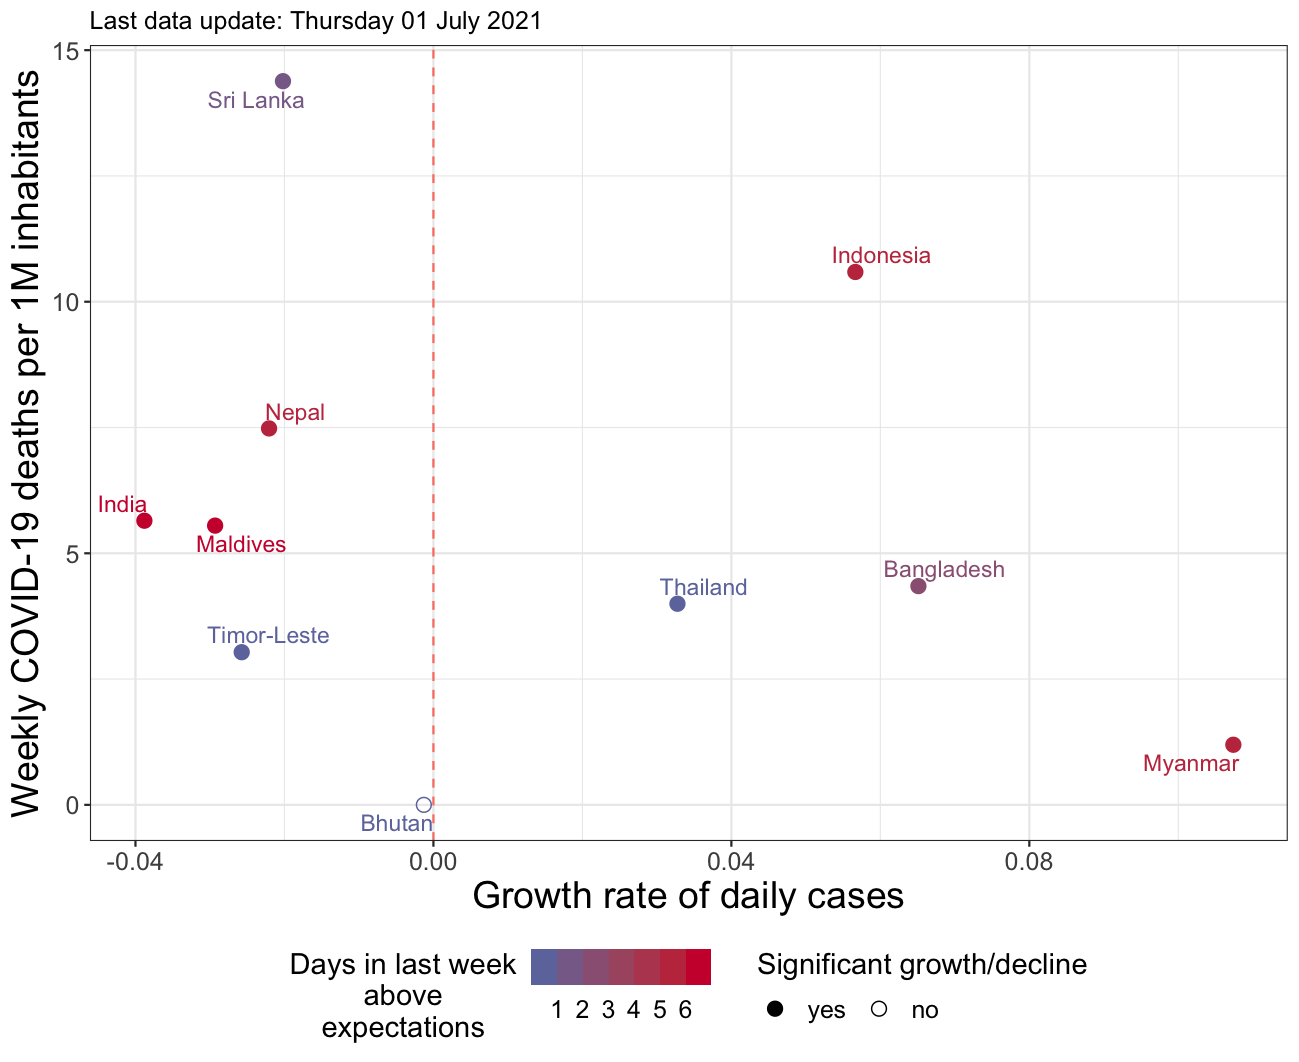 Last data update: Thursday 01 July 2021
Weekly COVID-19 deaths per 1M inhabitants
15
10
5
0
Sri Lanka
Indonesia
Nepal
India
Maldives
Bangladesh
Thailand
Timor-Leste
Myanmar
Bhutan
-0.04 0.00 0.04 0.08
Growth rate of daily cases
Days in last week
above
expectations
1 2 3 4 5 6
Significant growth/decline
yes no